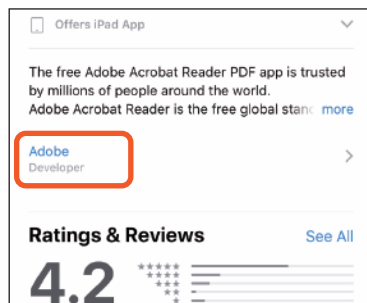 Offers iPad App
The free Adobe Acrobat Reader PDF app is trusted
by millions of people around the world.
Adobe Acrobat Reader is the free global stan more
Adobe
Developer
Ratings & Reviews See All
4.2